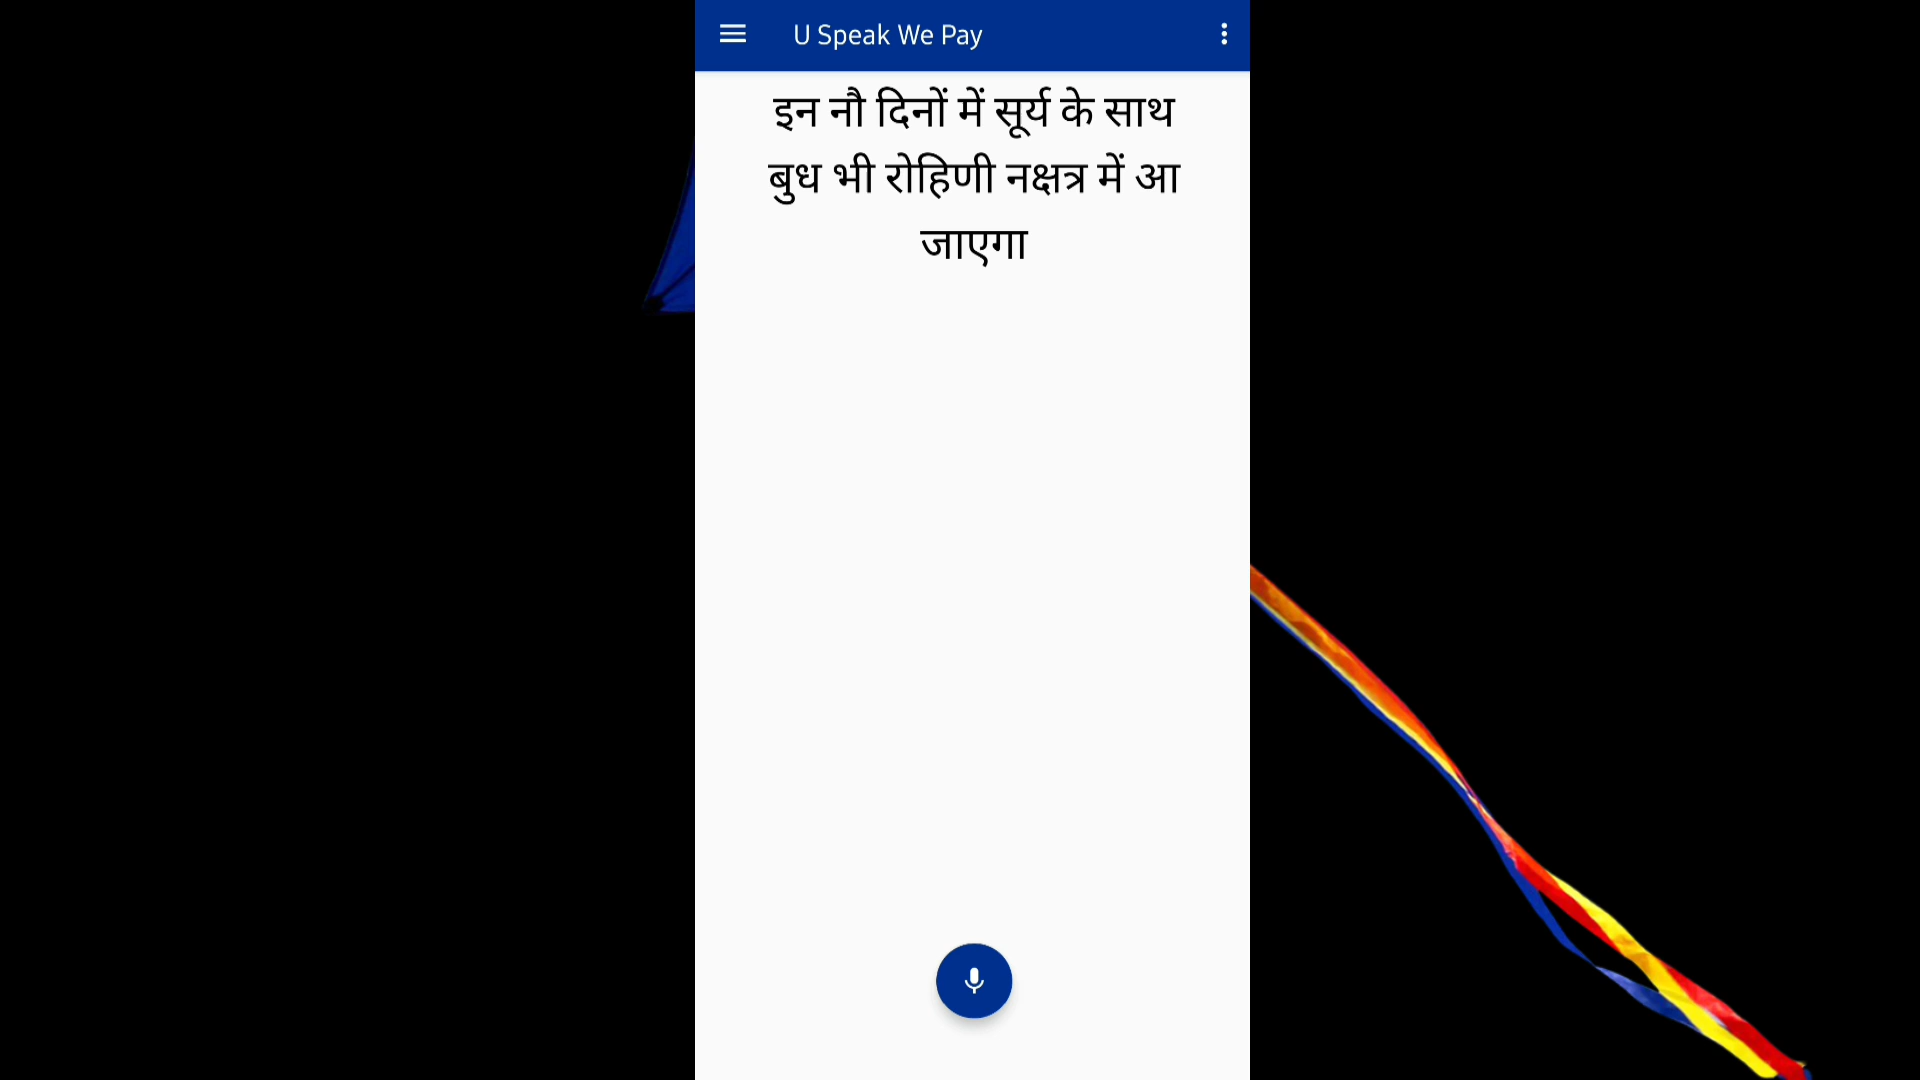 U Speak We Pay
इन नौ दिनों में सूर्य के साथ
बुध भी रोहिणी नक्षत्र में आ
जाएगा